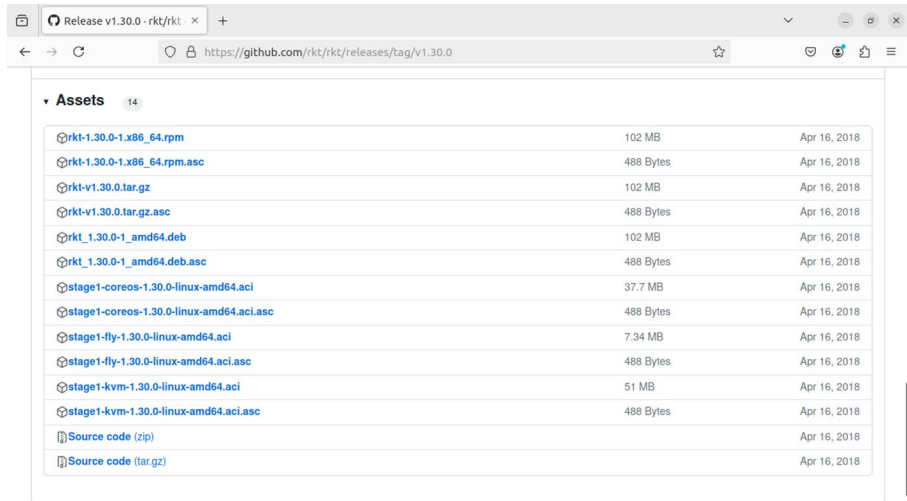 Release v1.30.0 · rkt/rkt ·
https://github.com/rkt/rkt/releases/tag/v1.30.0
Assets 14
rkt-1.30.0-1.x86_64.rpm 102 MB Apr 16, 2018
rkt-1.30.0-1.x86_64.rpm.asc 488 Bytes Apr 16, 2018
rkt-v1.30.0.tar.gz 102 MB Apr 16, 2018
rkt-v1.30.0.tar.gz.asc 488 Bytes Apr 16, 2018
rkt_1.30.0-1_amd64.deb 102 MB Apr 16, 2018
rkt_1.30.0-1_amd64.deb.asc 488 Bytes Apr 16, 2018
stage1-coreos-1.30.0-linux-amd64.aci 37.7 MB Apr 16, 2018
stage1-coreos-1.30.0-linux-amd64.aci.asc 488 Bytes Apr 16, 2018
stage1-fly-1.30.0-linux-amd64.aci 7.34 MB Apr 16, 2018
stage1-fly-1.30.0-linux-amd64.aci.asc 488 Bytes Apr 16, 2018
stage1-kvm-1.30.0-linux-amd64.aci 51 MB Apr 16, 2018
stage1-kvm-1.30.0-linux-amd64.aci.asc 488 Bytes Apr 16, 2018
Source code (zip) Apr 16, 2018
Source code (tar.gz) Apr 16, 2018